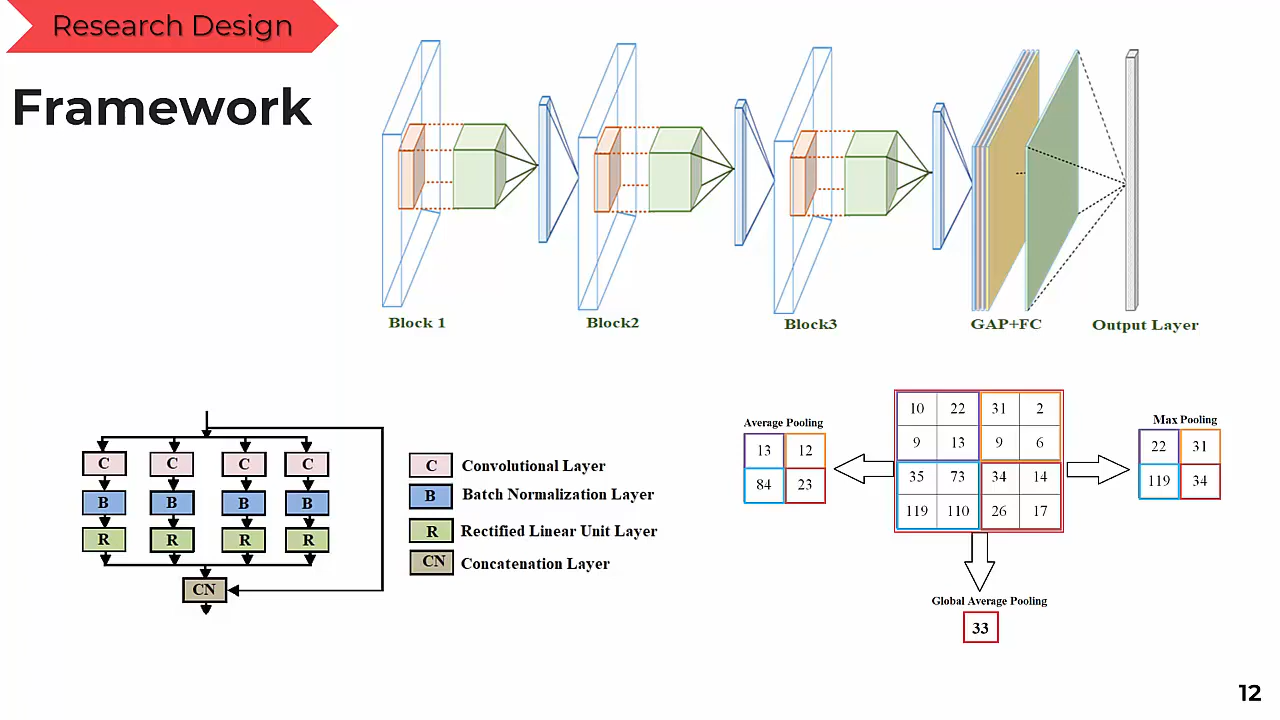 Research Design
Framework
Block 1 Block2 Block3 GAP+FC Output Layer
C C C C
B B B B
R R R R
CN
C Convolutional Layer
B Batch Normalization Layer
R Rectified Linear Unit Layer
CN Concatenation Layer
Average Pooling
13 12
84 23
10 22 31 2
9 13 9 6
35 73 34 14
119 110 26 17
Max Pooling
22 31
119 34
Global Average Pooling
33
12